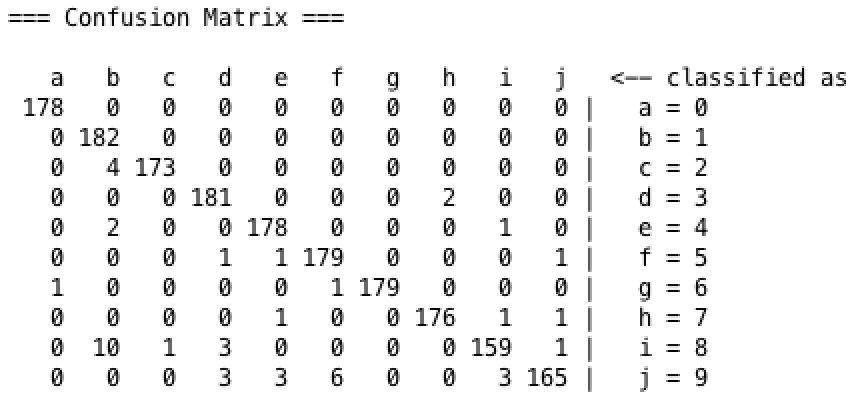 === Confusion Matrix ===
a b c d e f g h i j <-- classified as
178 0 0 0 0 0 0 0 0 0 | a = 0
0 182 0 0 0 0 0 0 0 0 | b = 1
0 4 173 0 0 0 0 0 0 0 | c = 2
0 0 0 181 0 0 0 2 0 0 | d = 3
0 2 0 0 178 0 0 0 1 0 | e = 4
0 0 0 1 1 179 0 0 0 1 | f = 5
1 0 0 0 0 1 179 0 0 0 | g = 6
0 0 0 0 1 0 0 176 1 1 | h = 7
0 10 1 3 0 0 0 0 159 1 | i = 8
0 0 0 3 3 6 0 0 3 165 | j = 9